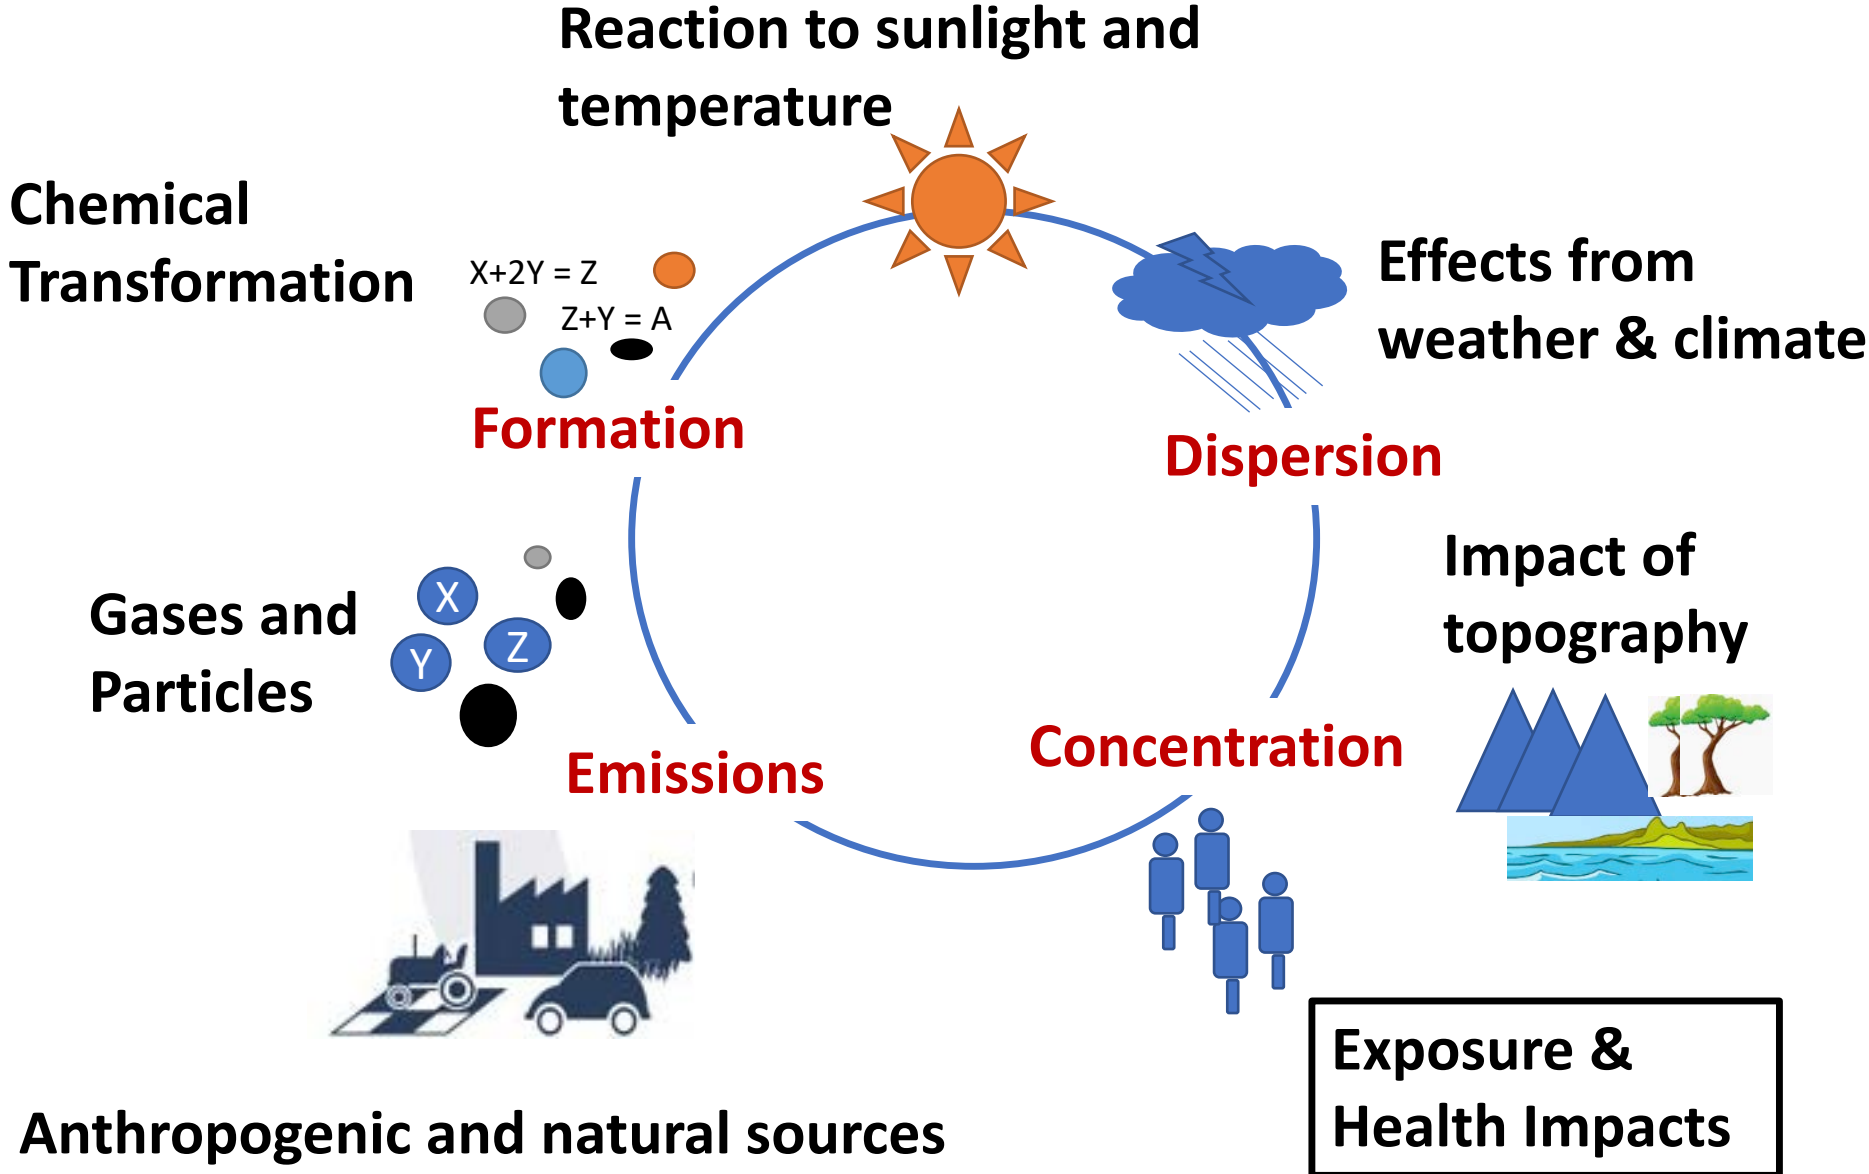 Reaction to sunlight and
temperature
Chemical
Transformation
X+2Y = Z
Z+Y = A
Effects from
weather & climate
Formation
Dispersion
Impact of
topography
Gases and
Particles
X
Y
Z
Concentration
Emissions
Exposure &
Health Impacts
Anthropogenic and natural sources